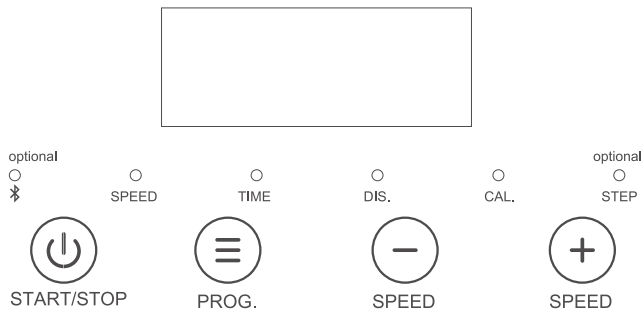 optional optional
SPEED TIME DIS. CAL. STEP
START/STOP PROG. SPEED SPEED